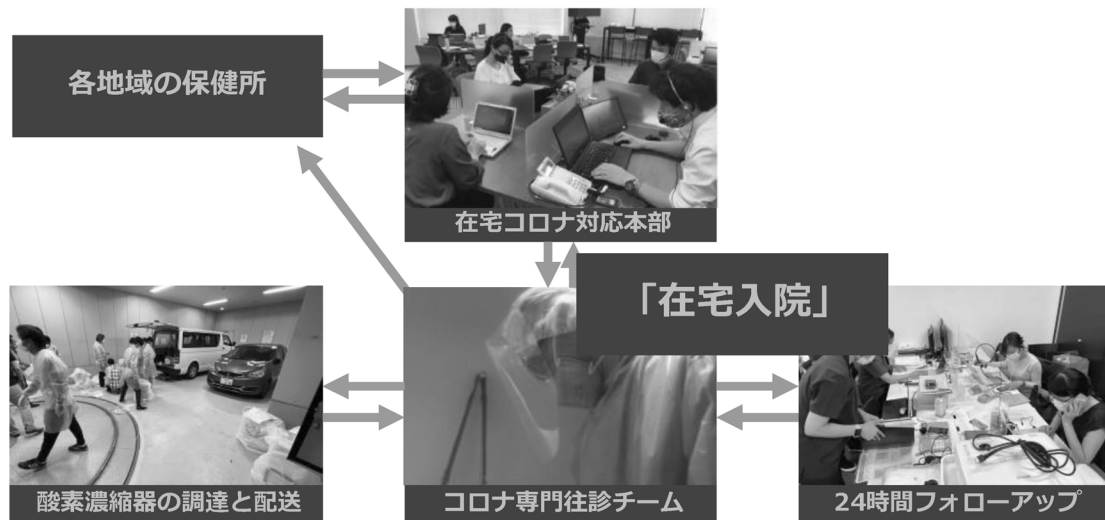 各地域の保健所
在宅コロナ対応本部
「在宅入院」
酸素濃縮器の調達と配送
コロナ専門往診チーム
24時間フォローアップ